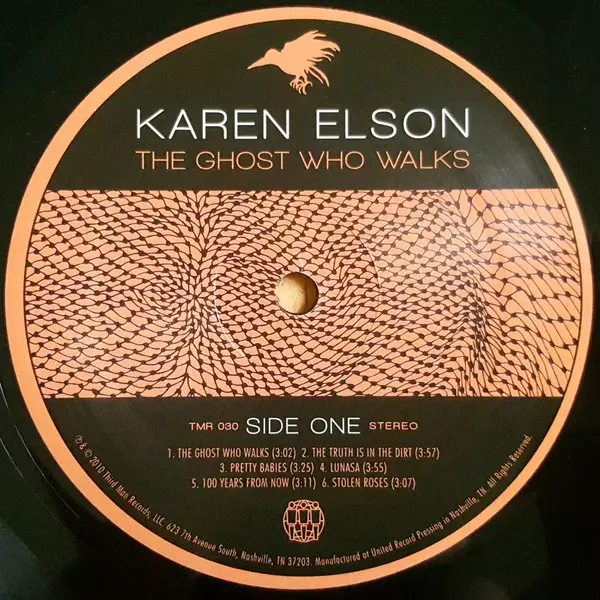 KAREN ELSON
THE GHOST WHO WALKS
TMR 030 SIDE ONE STEREO
1. THE GHOST WHO WALKS (3:02) 2. THE TRUTH IS IN THE DIRT (3:57)
3. PRETTY BABIES (3:25) 4. LUNASA (3:55)
5. 100 YEARS FROM NOW (3:11) 6. STOLEN ROSES (3:07)
℗ & © 2010 Third Man Records, LLC. 623 7th Avenue South, Nashville, TN 37203. Manufactured at United Record Pressing in Nashville, TN. All Rights Reserved.